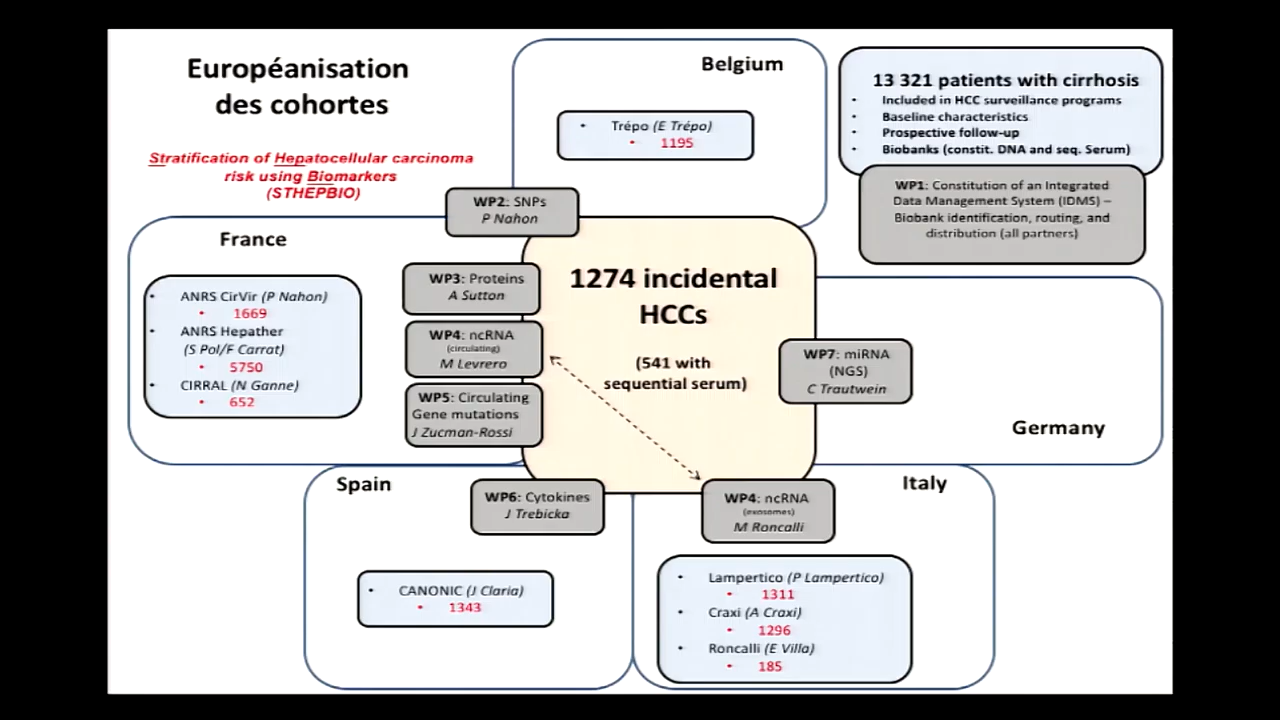 Européanisation
des cohortes
Stratification of Hepatocellular carcinoma
risk using Biomarkers
(STHEPBIO)
Belgium
• Trépo (E Trépo)
• 1195
13 321 patients with cirrhosis
• Included in HCC surveillance programs
• Baseline characteristics
• Prospective follow-up
• Biobanks (constit. DNA and seq. Serum)
WP1: Constitution of an Integrated
Data Management System (IDMS) –
Biobank identification, routing, and
distribution (all partners)
WP2: SNPs
P Nahon
France
• ANRS CirVir (P Nahon)
• 1669
• ANRS Hepather
(S Pol/F Carrat)
• 5750
• CIRRAL (N Ganne)
• 652
WP3: Proteins
A Sutton
WP4: ncRNA
(circulating)
M Levrero
WP5: Circulating
Gene mutations
J Zucman-Rossi
1274 incidental
HCCs
(541 with
sequential serum)
WP7: miRNA
(NGS)
C Trautwein
Germany
Spain
WP6: Cytokines
J Trebicka
• CANONIC (J Claria)
• 1343
WP4: ncRNA
(exosomes)
M Roncalli
Italy
• Lampertico (P Lampertico)
• 1311
• Craxi (A Craxi)
• 1296
• Roncalli (E Villa)
• 185